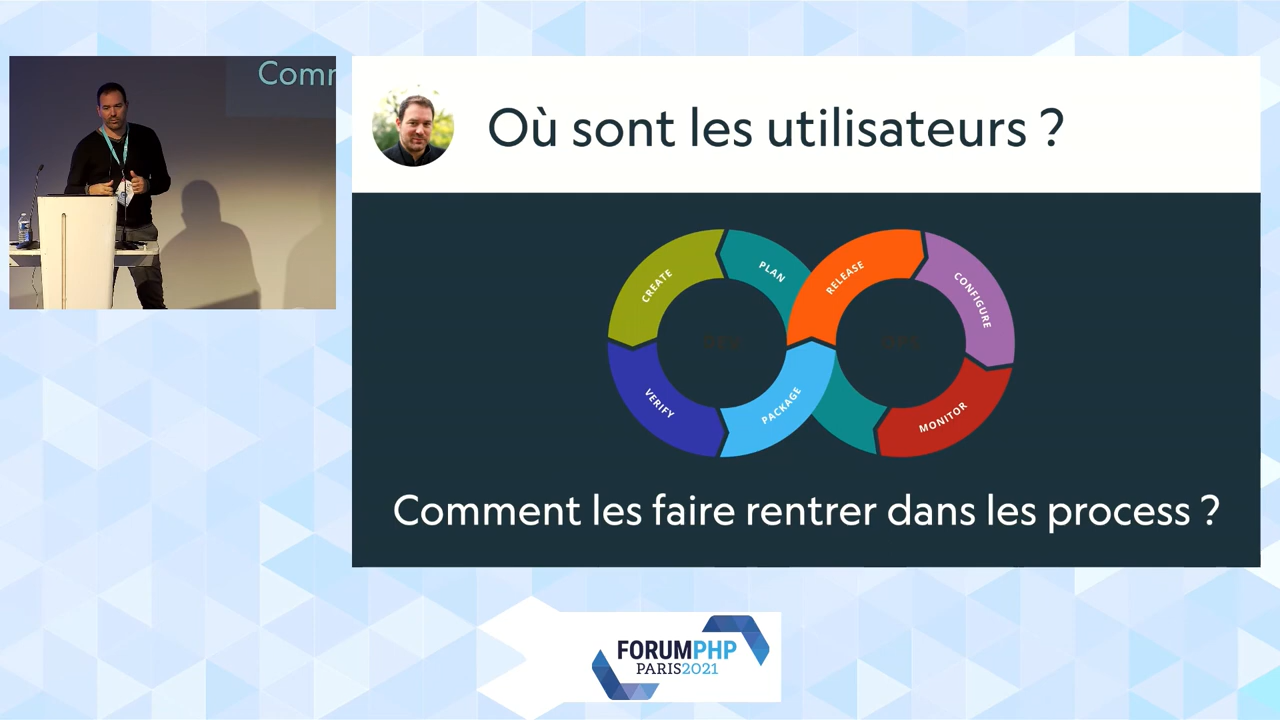 Comm
Où sont les utilisateurs ?
CREATE
PLAN
RELEASE
CONFIGURE
VERIFY
PACKAGE
MONITOR
Comment les faire rentrer dans les process ?
FORUMPHP
PARIS2021